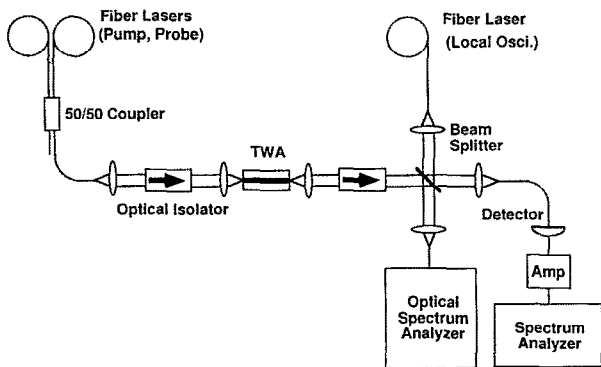 Fiber Lasers
(Pump, Probe)
Fiber Laser
(Local Osci.)
50/50 Coupler
Beam
Splitter
TWA
Optical Isolator
Detector
Amp
Optical
Spectrum
Analyzer
Spectrum
Analyzer